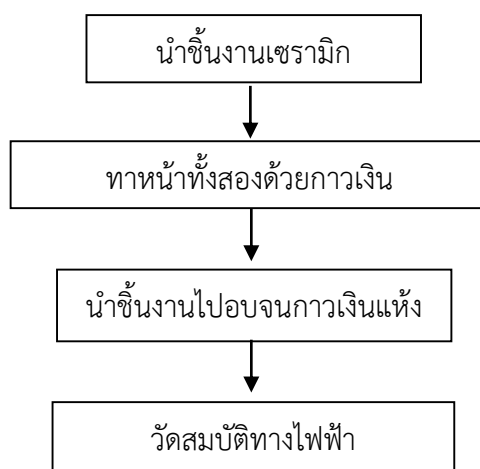 นำชิ้นงานเซรามิก
ทาหน้าทั้งสองด้วยกาวเงิน
นำชิ้นงานไปอบจนกาวเงินแห้ง
วัดสมบัติทางไฟฟ้า